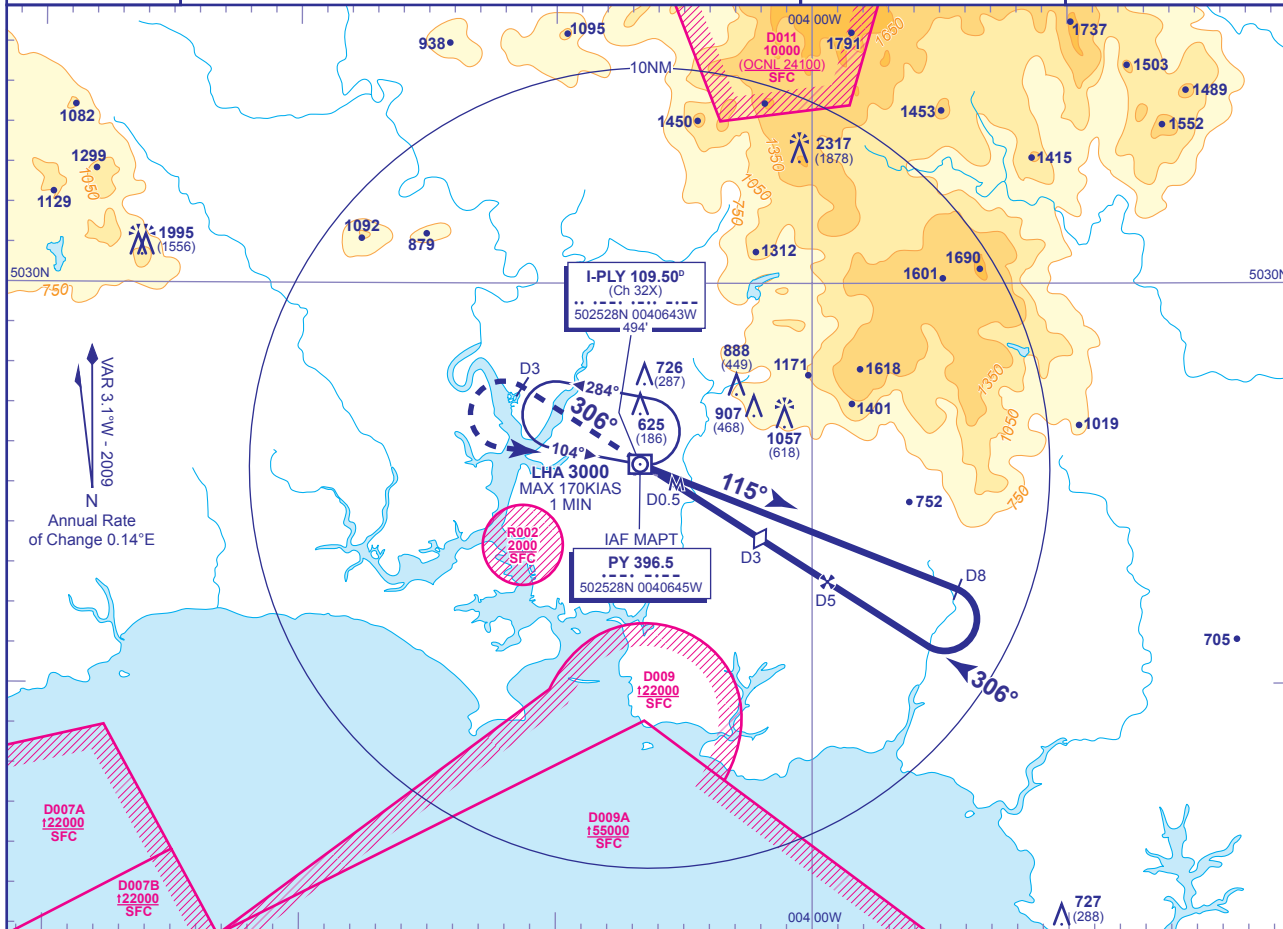 004 00W
1737
938
1095
D011
10000
(OCNL 24100)
SFC
1791
1650
1503
10NM
1489
1082
1450
1453
1552
2317
(1878)
1350
1299
1050
1415
1129
1050
750
1995
(1556)
1092
879
1312
1690
1601
5030N
5030N
750
I-PLY 109.50ᴰ
(Ch 32X)
·· ·–––· ·–·· –·––
502528N 0040643W
494'
VAR 3.1°W - 2009
N
Annual Rate
of Change 0.14°E
D3
284°
306°
104°
726
(287)
625
(186)
888
(449)
907
(468)
1171
1057
(618)
1618
1401
1350
1050
1019
750
LHA 3000
MAX 170KIAS
1 MIN
M
D0.5
115°
752
R002
2000
SFC
IAF MAPT
PY 396.5
·––· –·––
502528N 0040645W
D3
D5
D8
705
306°
D009
†22000
SFC
D007A
†22000
SFC
D009A
†55000
SFC
D007B
†22000
SFC
727
(288)
004 00W